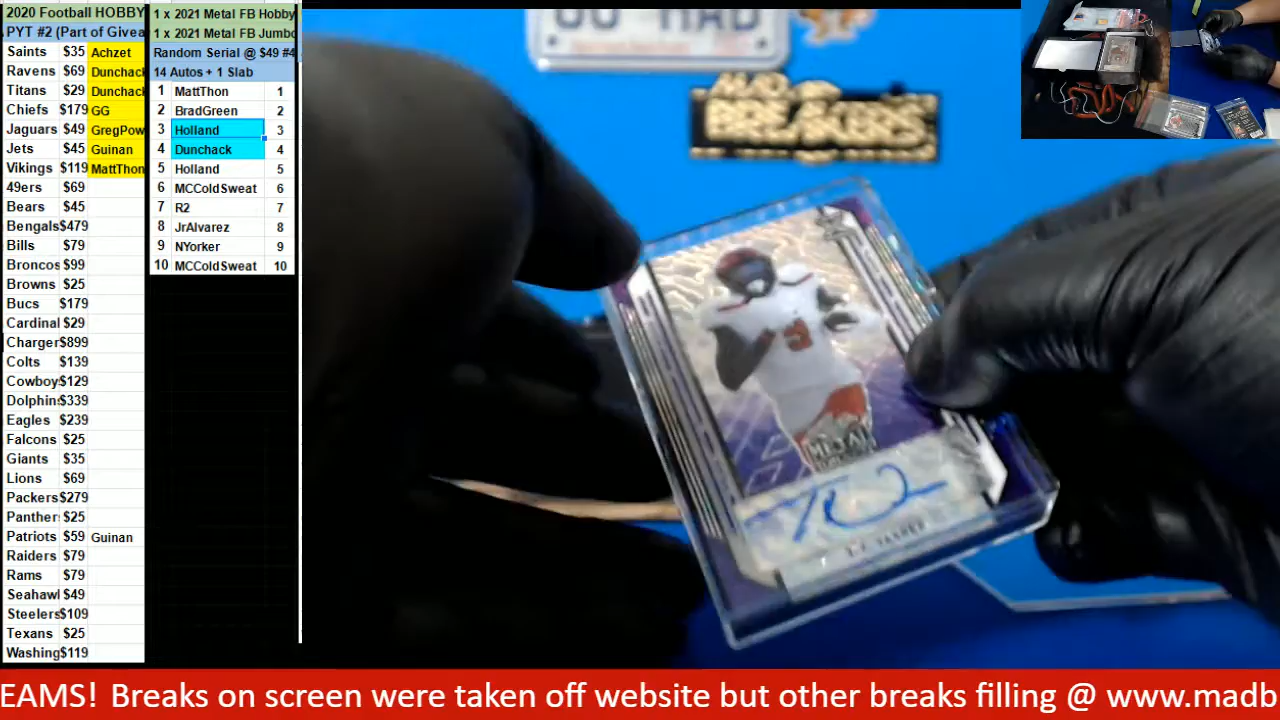 2020 Football HOBBY
PYT #2 (Part of Givea
Saints $35 Achzet
Ravens $69 Dunchack
Titans $29 Dunchack
Chiefs $179 GG
Jaguars $49 GregPow
Jets $45 Guinan
Vikings $119 MattThon
49ers $69
Bears $45
Bengals $479
Bills $79
Broncos $99
Browns $25
Bucs $179
Cardinal $29
Charger $899
Colts $139
Cowboy $129
Dolphin $339
Eagles $239
Falcons $25
Giants $35
Lions $69
Packers $279
Panther $25
Patriots $59 Guinan
Raiders $79
Rams $79
Seahawl $49
Steelers $109
Texans $25
Washing $119
1 x 2021 Metal FB Hobby
1 x 2021 Metal FB Jumbo
Random Serial @ $49 #4
14 Autos + 1 Slab
1 MattThon 1
2 BradGreen 2
3 Holland 3
4 Dunchack 4
5 Holland 5
6 MCColdSweat 6
7 R2 7
8 JrAlvarez 8
9 NYorker 9
10 MCColdSweat 10
MAD
BREAKERS
METAL
EAMS! Breaks on screen were taken off website but other breaks filling @ www.madb